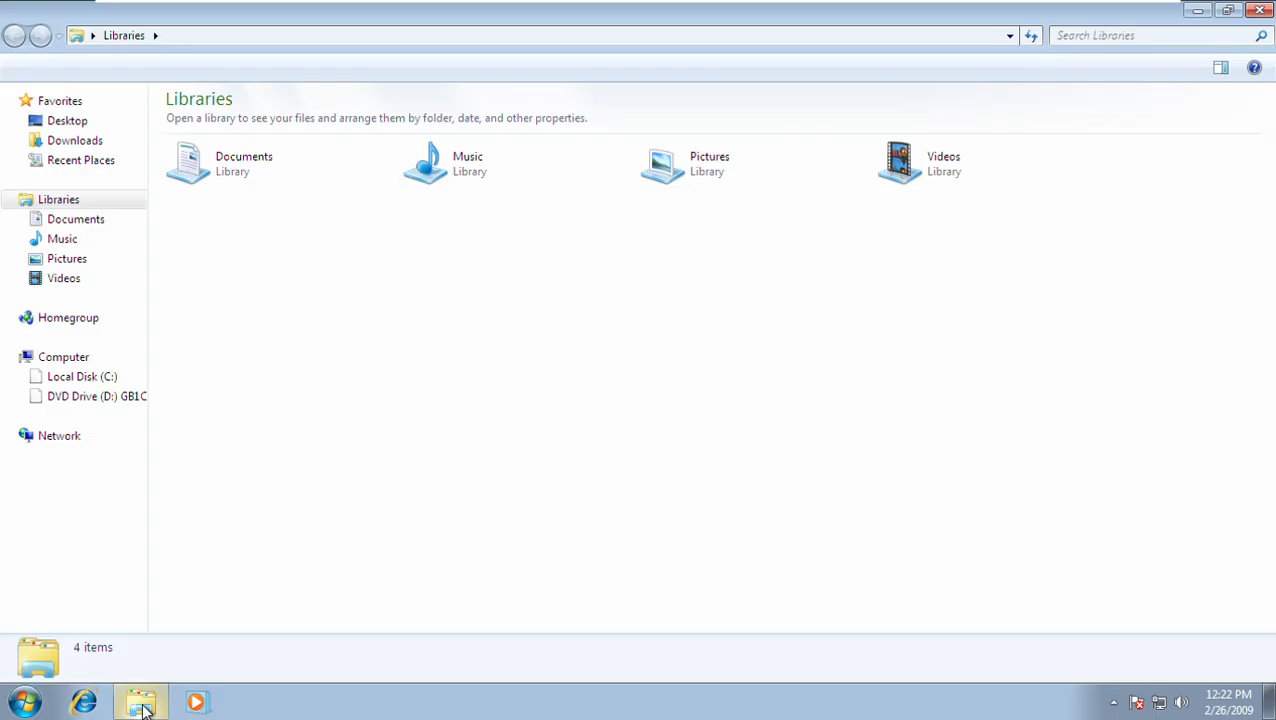 Libraries
Search Libraries
Favorites
Desktop
Downloads
Recent Places
Libraries
Documents
Music
Pictures
Videos
Homegroup
Computer
Local Disk (C:)
DVD Drive (D:) GB1C
Network
Libraries
Open a library to see your files and arrange them by folder, date, and other properties.
Documents
Library
Music
Library
Pictures
Library
Videos
Library
4 items
12:22 PM
2/26/2009